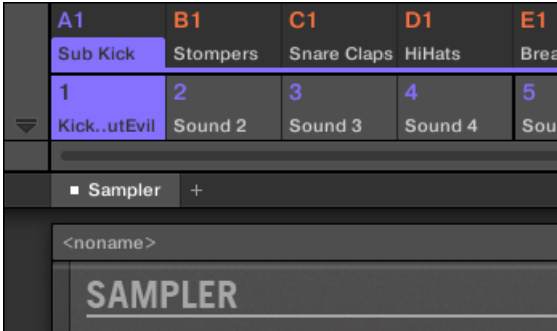 A1 B1 C1 D1 E1
Sub Kick Stompers Snare Claps HiHats
1 2 3 4 5
Kick..utEvil Sound 2 Sound 3 Sound 4
Sampler +
<noname>
SAMPLER